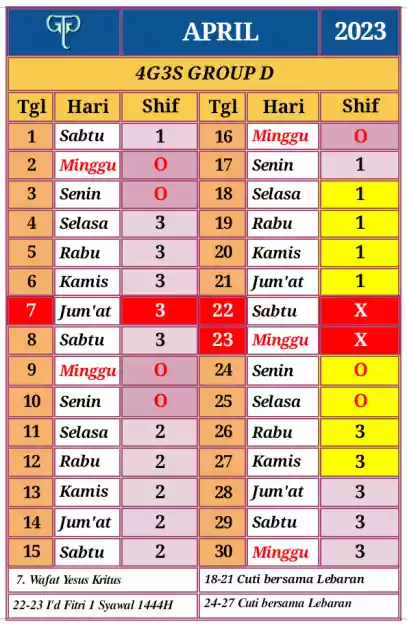 APRIL 2023
4G3S GROUP D
Tgl Hari Shif Tgl Hari Shif
1 Sabtu 1 16 Minggu O
2 Minggu O 17 Senin 1
3 Senin O 18 Selasa 1
4 Selasa 3 19 Rabu 1
5 Rabu 3 20 Kamis 1
6 Kamis 3 21 Jum'at 1
7 Jum'at 3 22 Sabtu X
8 Sabtu 3 23 Minggu X
9 Minggu O 24 Senin O
10 Senin O 25 Selasa O
11 Selasa 2 26 Rabu 3
12 Rabu 2 27 Kamis 3
13 Kamis 2 28 Jum'at 3
14 Jum'at 2 29 Sabtu 3
15 Sabtu 2 30 Minggu 3
7. Wafat Yesus Kritus 18-21 Cuti bersama Lebaran
22-23 I'd Fitri 1 Syawal 1444H 24-27 Cuti bersama Lebaran